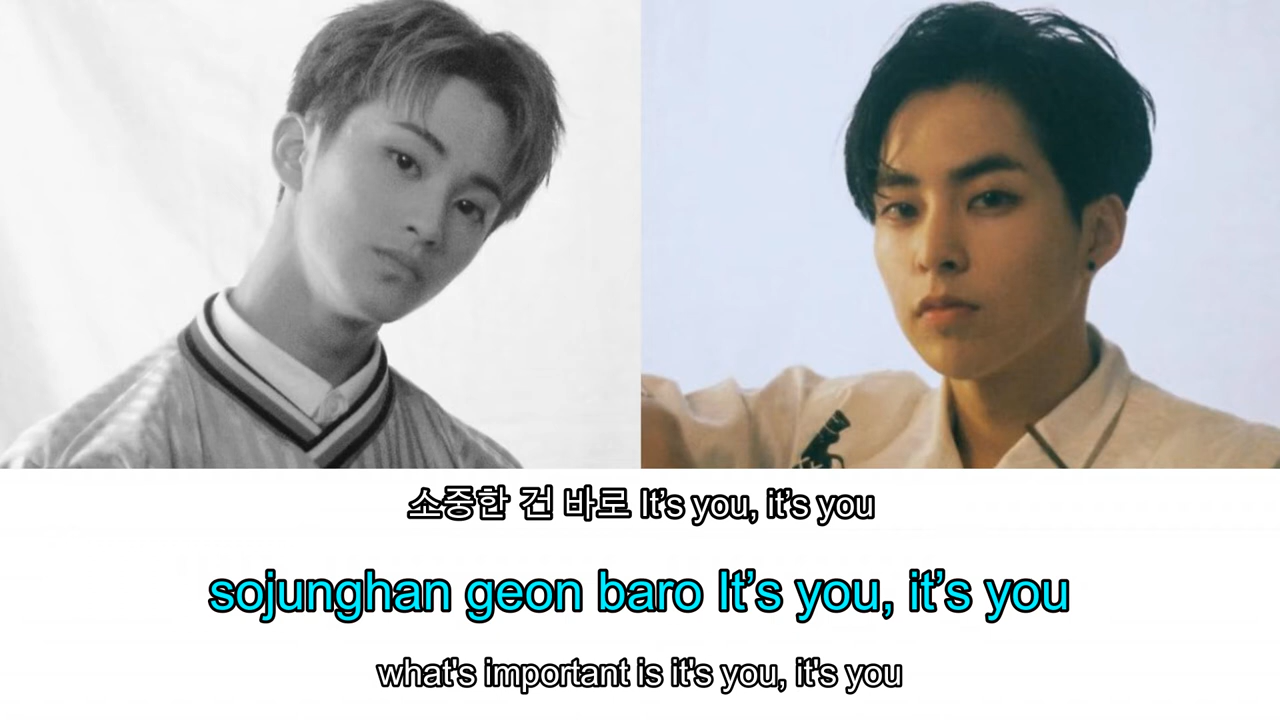 소중한 건 바로 It’s you, it’s you
sojunghan geon baro It’s you, it’s you
what's important is it's you, it's you